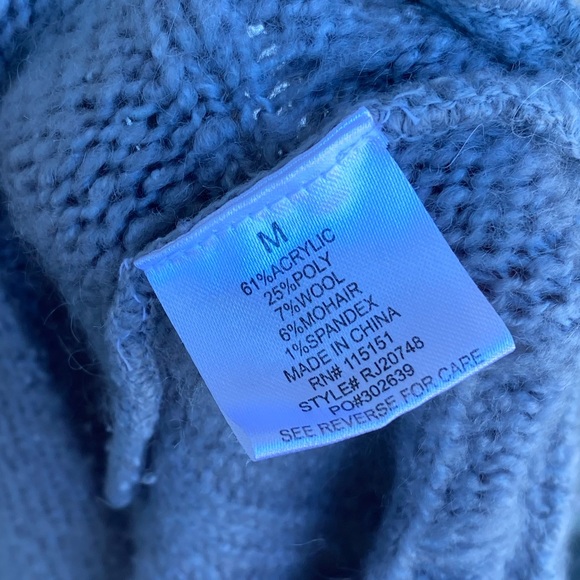 M
61%ACRYLIC
25%POLY
7%WOOL
6%MOHAIR
1%SPANDEX
MADE IN CHINA
RN# 115151
STYLE# RJ20748
PO#302639
SEE REVERSE FOR CARE